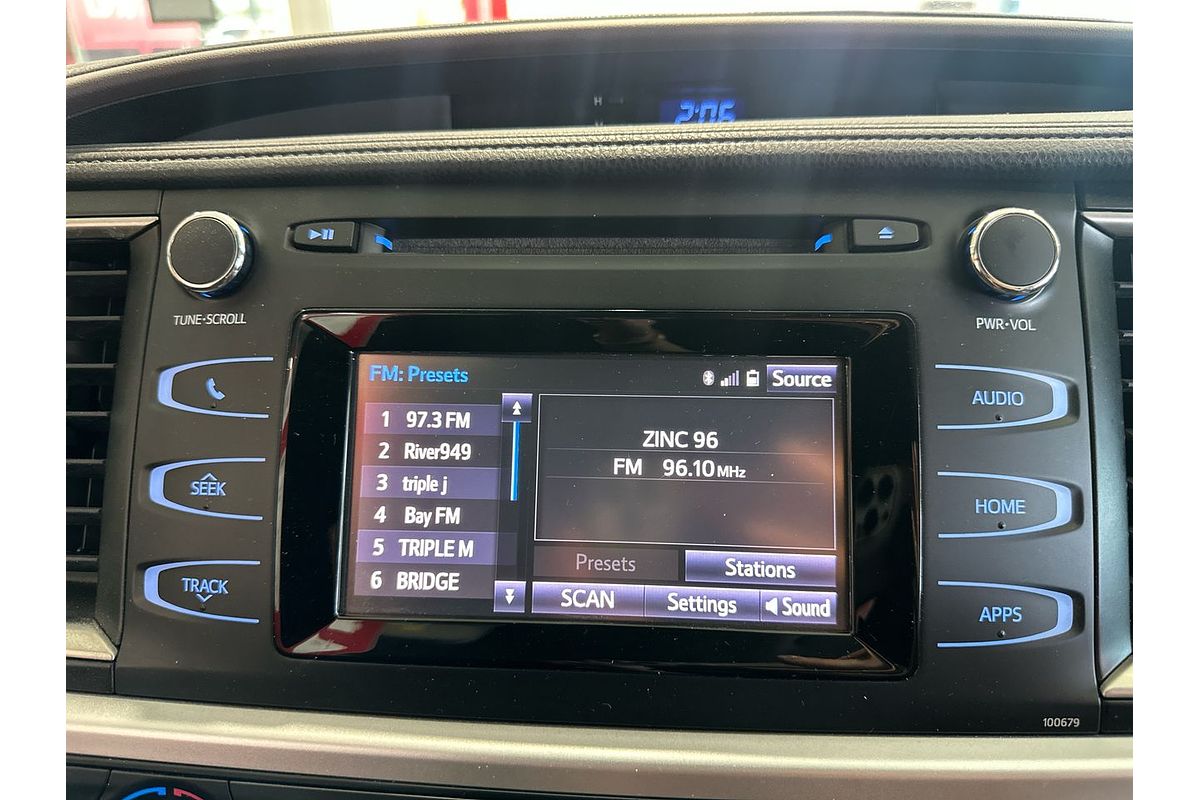 H
2:06
TUNE•SCROLL
PWR•VOL
FM: Presets
Source
1 97.3 FM
2 River949
3 triple j
4 Bay FM
5 TRIPLE M
6 BRIDGE
ZINC 96
FM 96.10 MHz
Presets
Stations
SCAN
Settings
Sound
SEEK
TRACK
AUDIO
HOME
APPS
100679